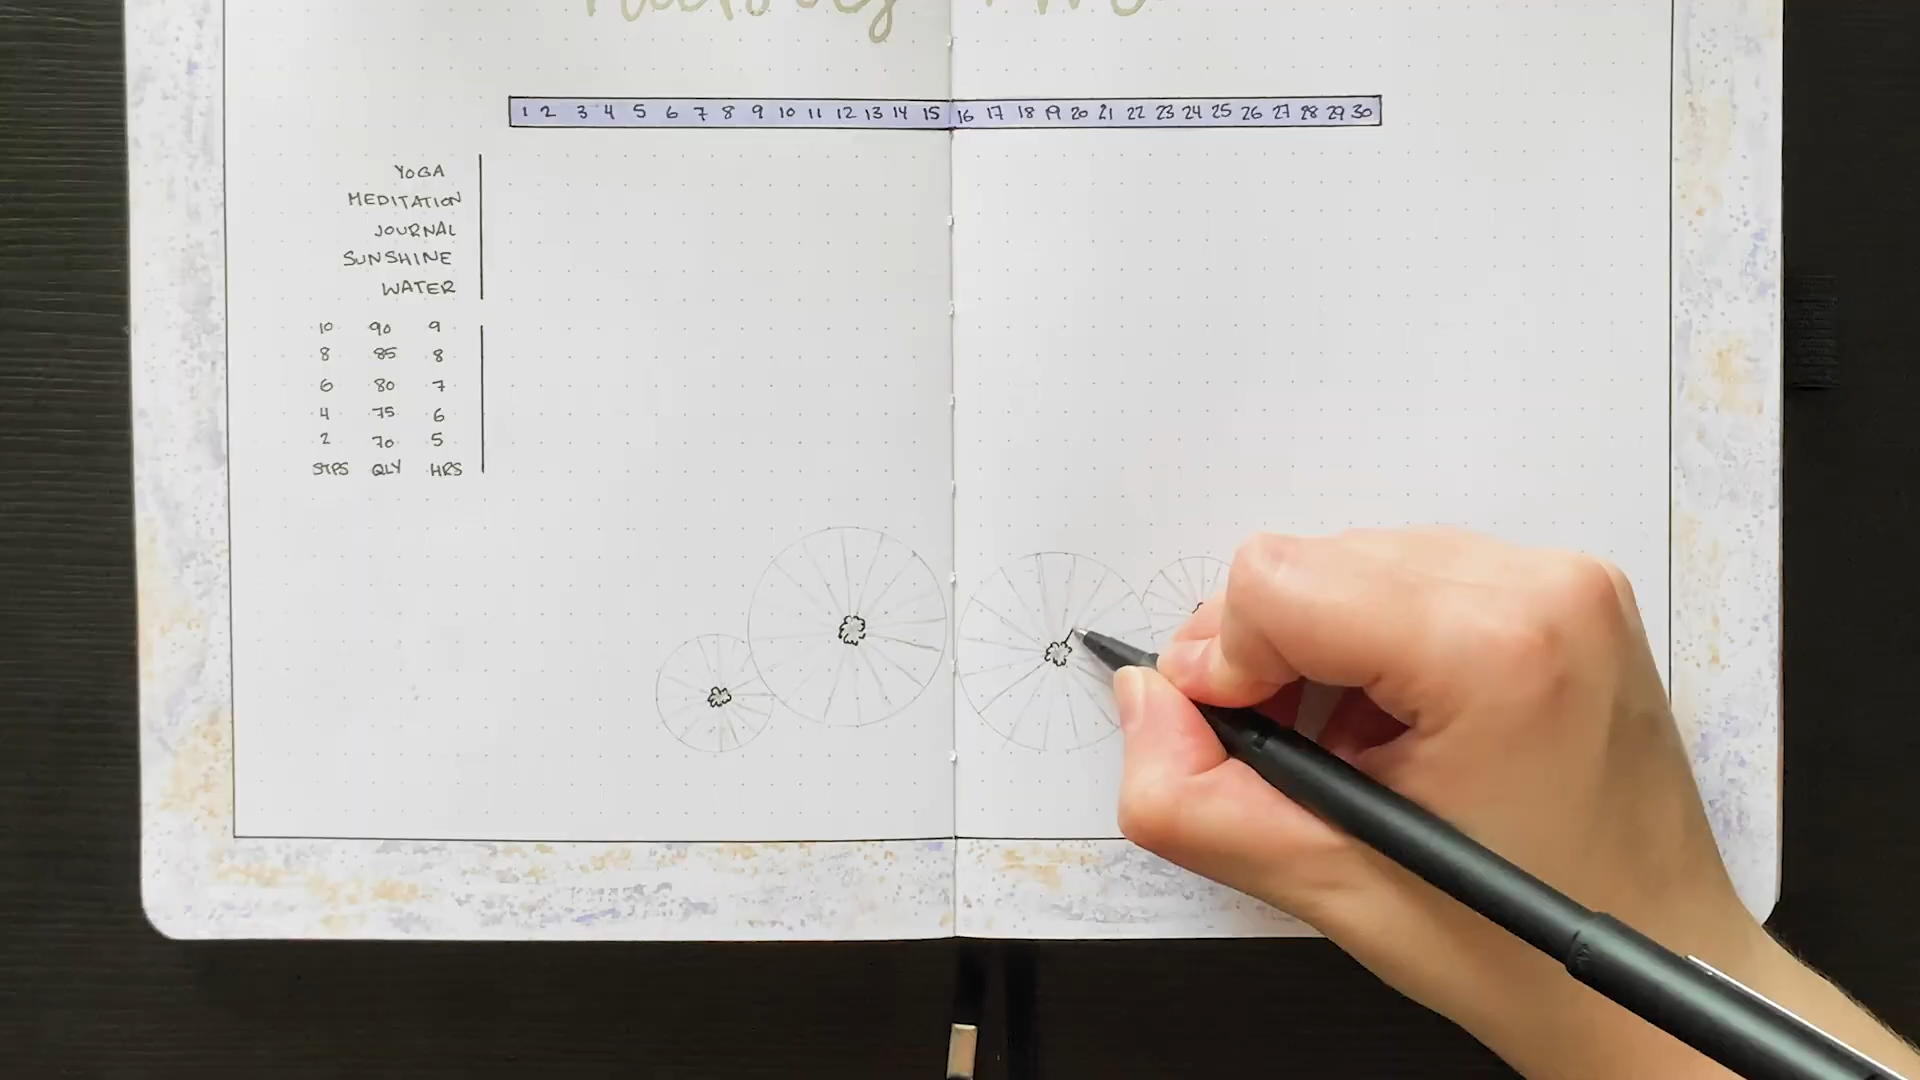 1 2 3 4 5 6 7 8 9 10 11 12 13 14 15 16 17 18 19 20 21 22 23 24 25 26 27 28 29 30
YOGA
MEDITATION
JOURNAL
SUNSHINE
WATER
10 90 9
8 85 8
6 80 7
4 75 6
2 70 5
STPS QLY HRS